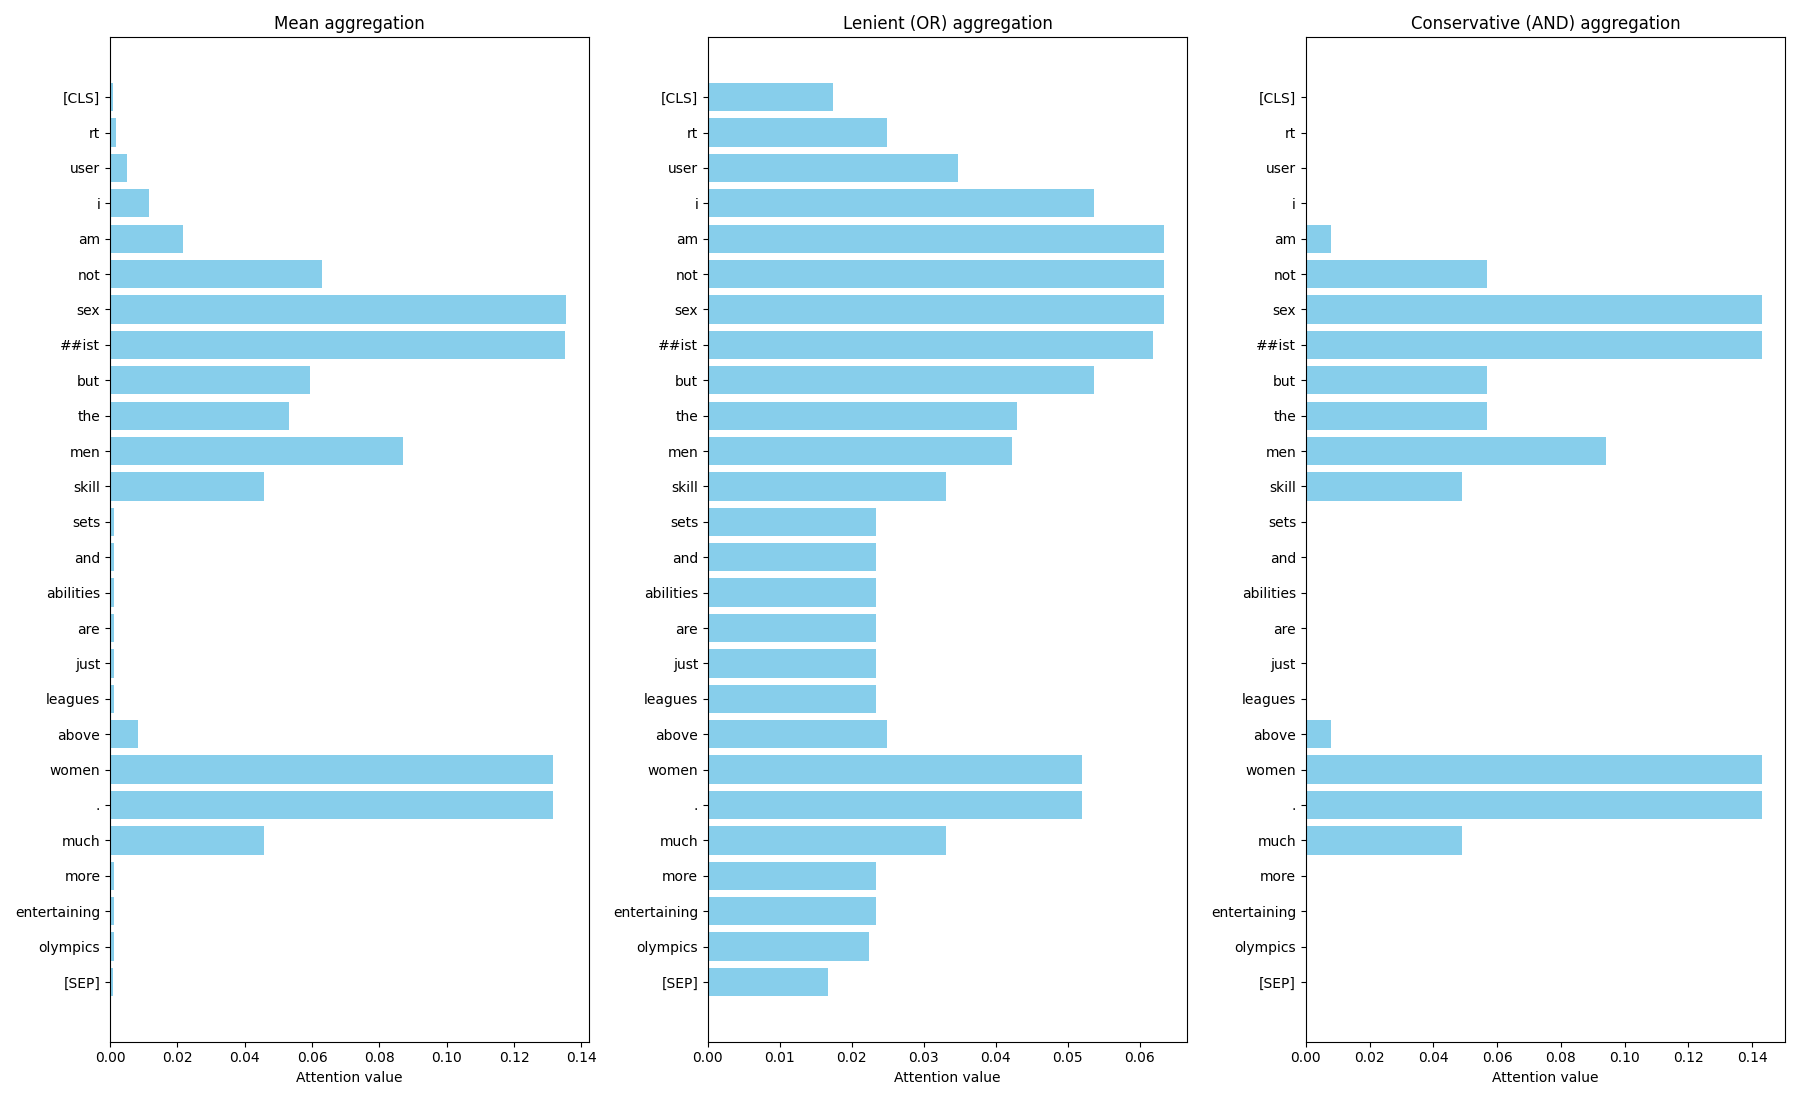 Mean aggregation
[CLS]
rt
user
i
am
not
sex
##ist
but
the
men
skill
sets
and
abilities
are
just
leagues
above
women
.
much
more
entertaining
olympics
[SEP]
0.00 0.02 0.04 0.06 0.08 0.10 0.12 0.14
Attention value
Lenient (OR) aggregation
[CLS]
rt
user
i
am
not
sex
##ist
but
the
men
skill
sets
and
abilities
are
just
leagues
above
women
.
much
more
entertaining
olympics
[SEP]
0.00 0.01 0.02 0.03 0.04 0.05 0.06
Attention value
Conservative (AND) aggregation
[CLS]
rt
user
i
am
not
sex
##ist
but
the
men
skill
sets
and
abilities
are
just
leagues
above
women
.
much
more
entertaining
olympics
[SEP]
0.00 0.02 0.04 0.06 0.08 0.10 0.12 0.14
Attention value